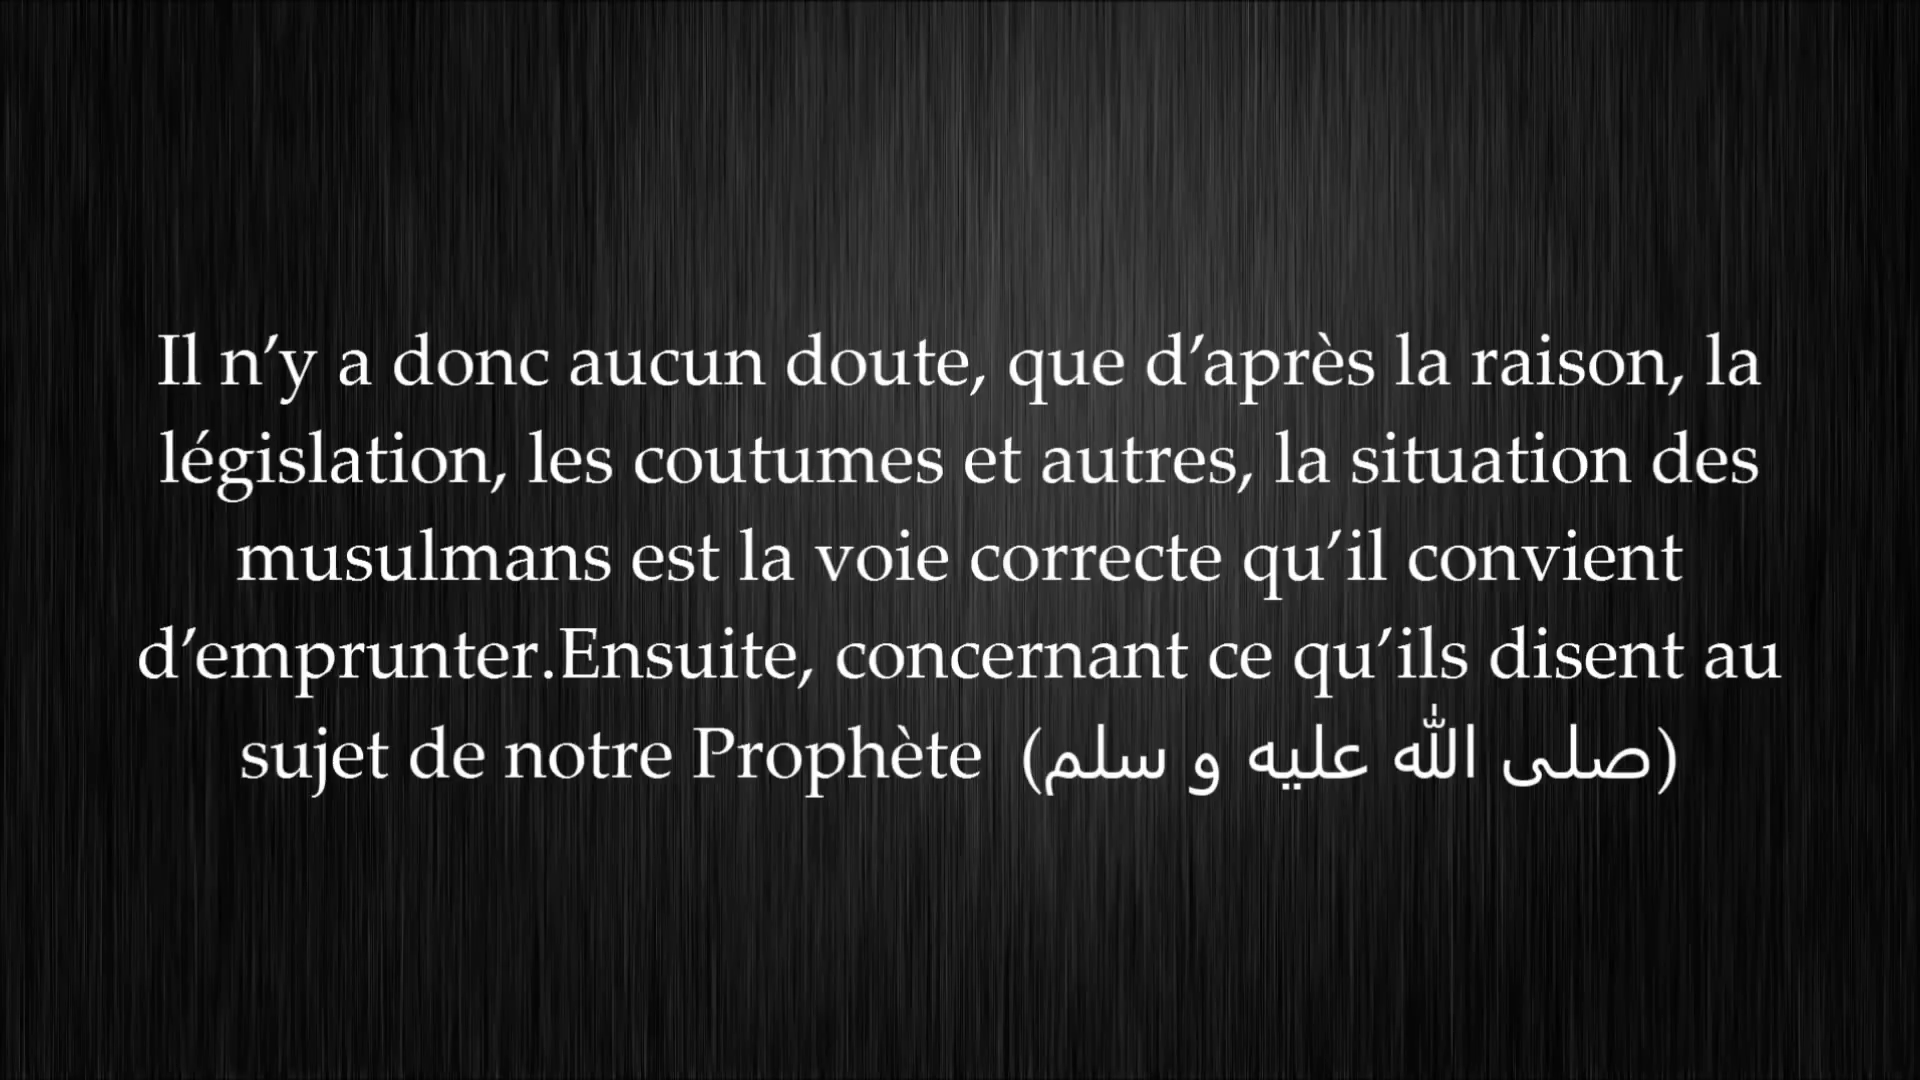 Il n’y a donc aucun doute, que d’après la raison, la
législation, les coutumes et autres, la situation des
musulmans est la voie correcte qu’il convient
d’emprunter.Ensuite, concernant ce qu’ils disent au
sujet de notre Prophète  (صلى الله عليه و سلم)